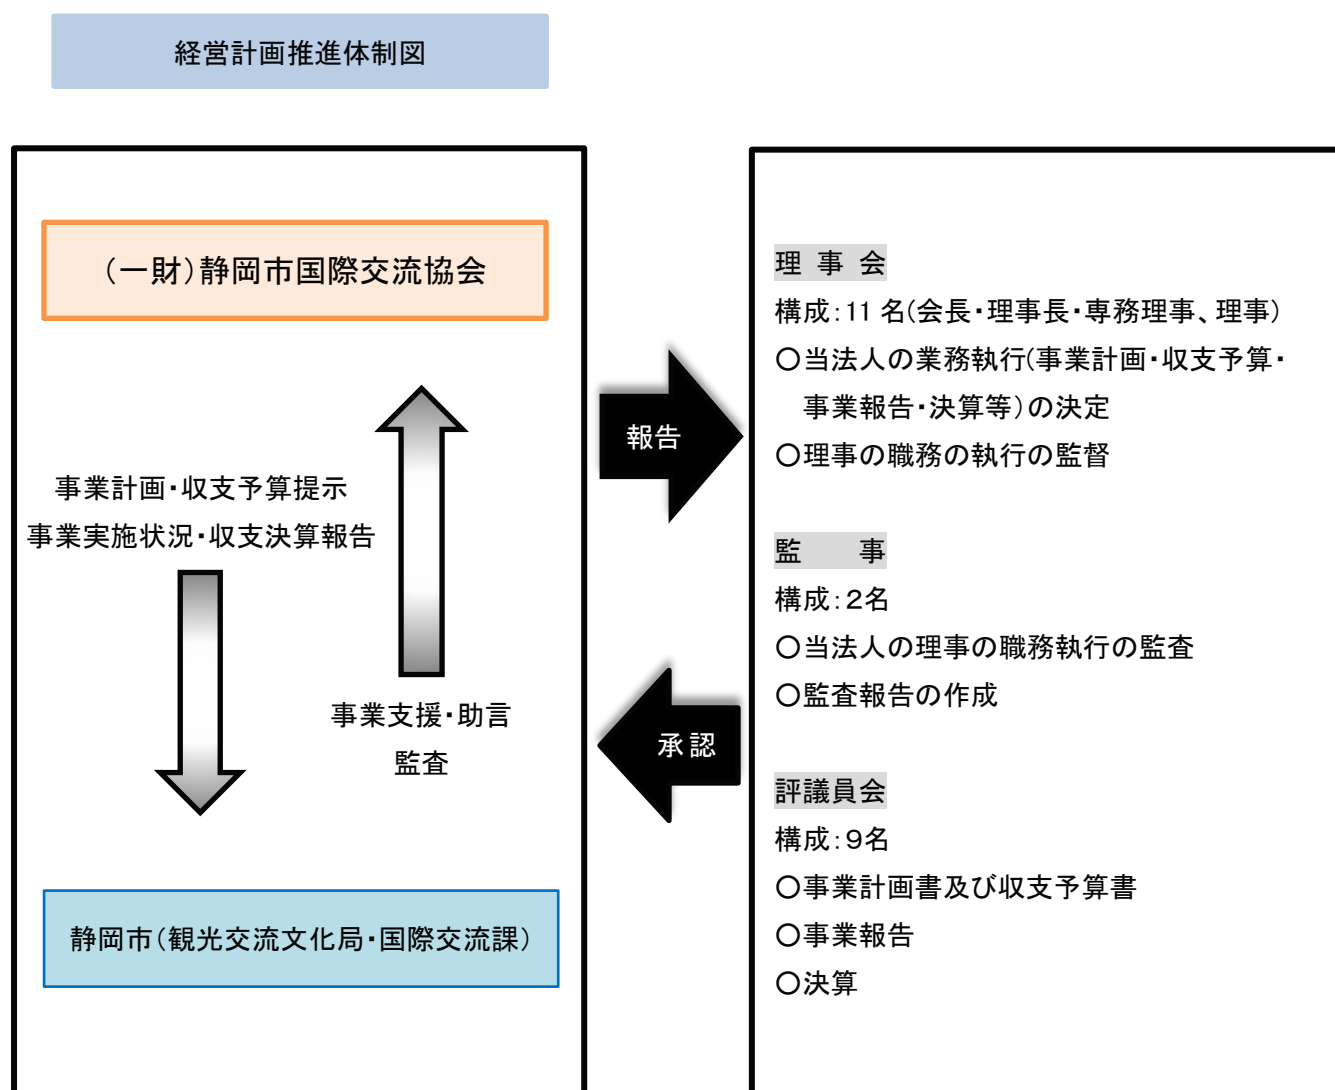 経営計画推進体制図
（一財）静岡市国際交流協会
事業計画・収支予算提示
事業実施状況・収支決算報告
事業支援・助言
監査
静岡市（観光交流文化局・国際交流課）
報告
承認
理 事 会
構成：11 名（会長・理事長・専務理事、理事）
〇当法人の業務執行（事業計画・収支予算・
事業報告・決算等）の決定
〇理事の職務の執行の監督
監　　事
構成：２名
〇当法人の理事の職務執行の監査
〇監査報告の作成
評議員会
構成：９名
〇事業計画書及び収支予算書
〇事業報告
〇決算